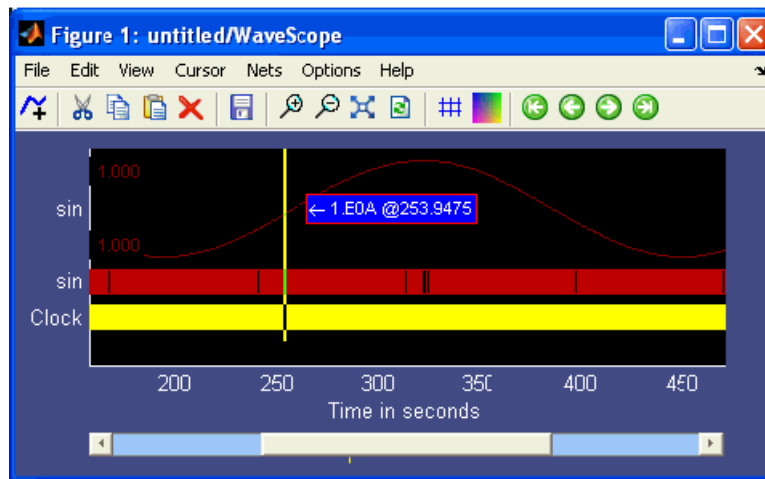 Figure 1: untitled/WaveScope
File Edit View Cursor Nets Options Help
1.000
sin
← 1.E0A @253.9475
1.000
sin
Clock
200 250 300 350 400 450
Time in seconds